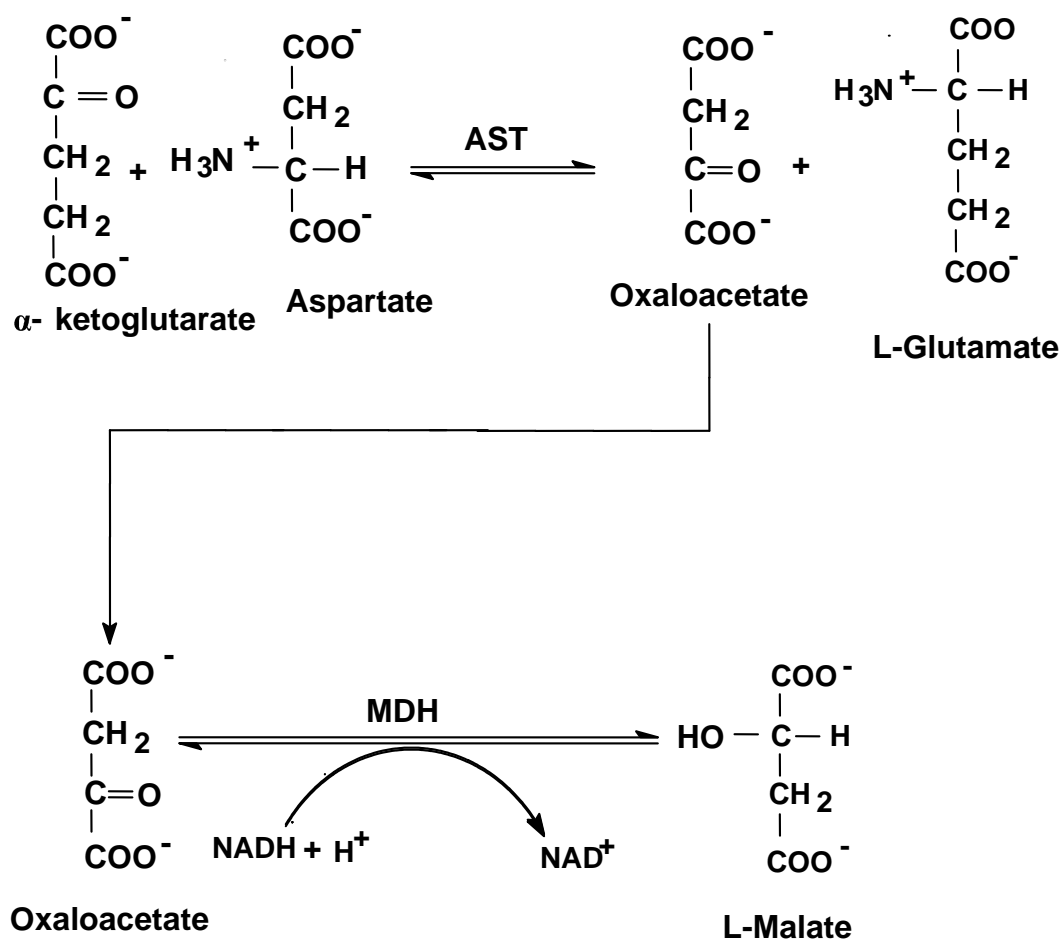 COO⁻
C=O
CH₂
CH₂
COO⁻
α- ketoglutarate
+
COO⁻
CH₂
H₃N⁺—C—H
COO⁻
Aspartate
AST
COO⁻
CH₂
C=O
COO⁻
Oxaloacetate
+
COO
H₃N⁺—C—H
CH₂
CH₂
COO⁻
L-Glutamate
COO⁻
CH₂
C=O
COO⁻
Oxaloacetate
MDH
NADH + H⁺
NAD⁺
COO⁻
HO—C—H
CH₂
COO⁻
L-Malate